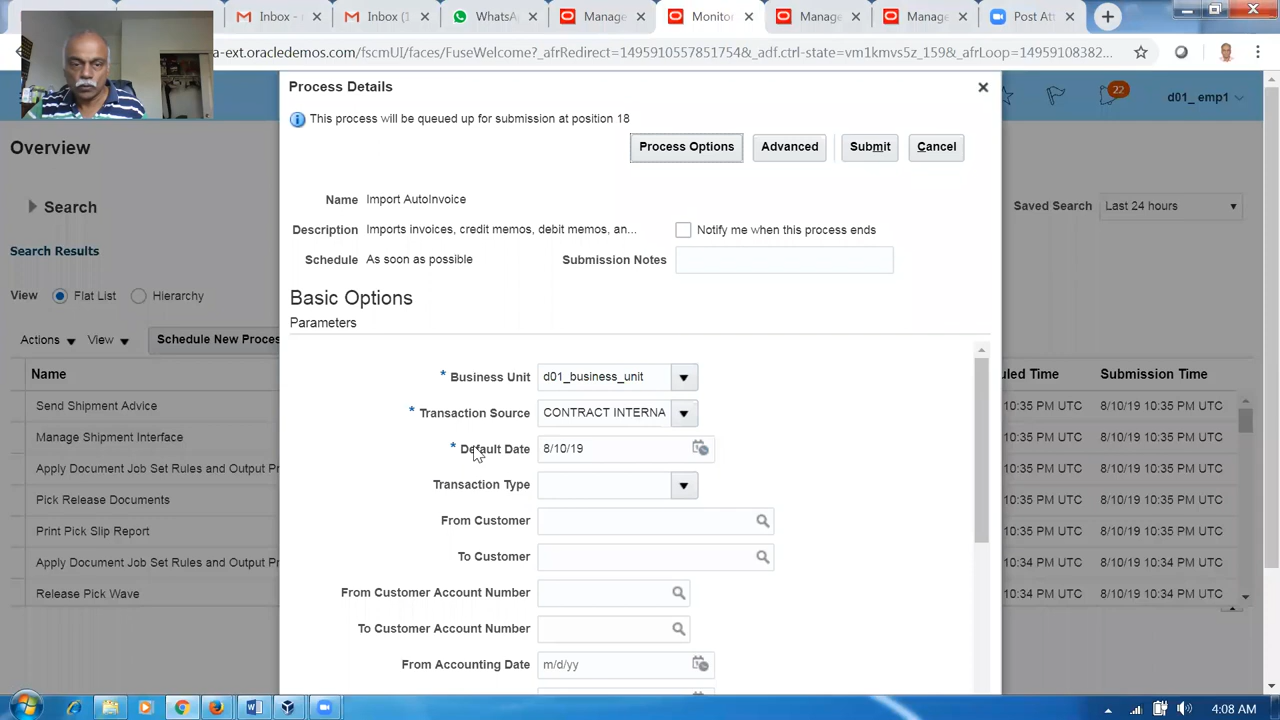 Inbox -
Inbox (1
WhatsA
Manage
Monitor
Manage
Manage
Post Att
a-ext.oracledemos.com/fscmUI/faces/FuseWelcome?_afrRedirect=149591055785175​4&_adf.ctrl-state=vm1kmvs5z_159&_afrLoop=14959108382...
22
d01_ emp1
Overview
Search
Saved Search
Last 24 hours
Search Results
View
Flat List
Hierarchy
Actions
View
Schedule New Proces
Name
uled Time
Submission Time
Send Shipment Advice
10:35 PM UTC
8/10/19 10:35 PM UTC
Manage Shipment Interface
10:35 PM UTC
8/10/19 10:35 PM UTC
Apply Document Job Set Rules and Output Pr
10:35 PM UTC
8/10/19 10:35 PM UTC
Pick Release Documents
10:35 PM UTC
8/10/19 10:35 PM UTC
Print Pick Slip Report
10:35 PM UTC
8/10/19 10:35 PM UTC
Apply Document Job Set Rules and Output Pr
10:34 PM UTC
8/10/19 10:34 PM UTC
Release Pick Wave
10:34 PM UTC
8/10/19 10:34 PM UTC
Process Details
This process will be queued up for submission at position 18
Process Options
Advanced
Submit
Cancel
Name Import AutoInvoice
Description Imports invoices, credit memos, debit memos, an...
Notify me when this process ends
Schedule As soon as possible
Submission Notes
Basic Options
Parameters
* Business Unit d01_business_unit
* Transaction Source CONTRACT INTERNA
* Default Date 8/10/19
Transaction Type
From Customer
To Customer
From Customer Account Number
To Customer Account Number
From Accounting Date m/d/yy
4:08 AM